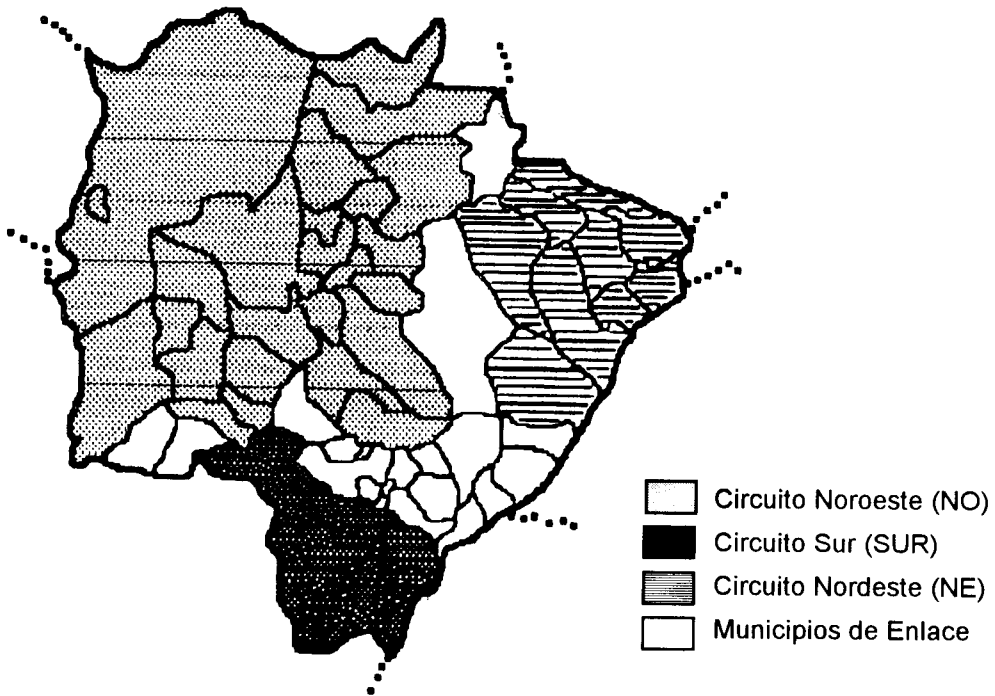 Circuito Noroeste (NO)
Circuito Sur (SUR)
Circuito Nordeste (NE)
Municipios de Enlace